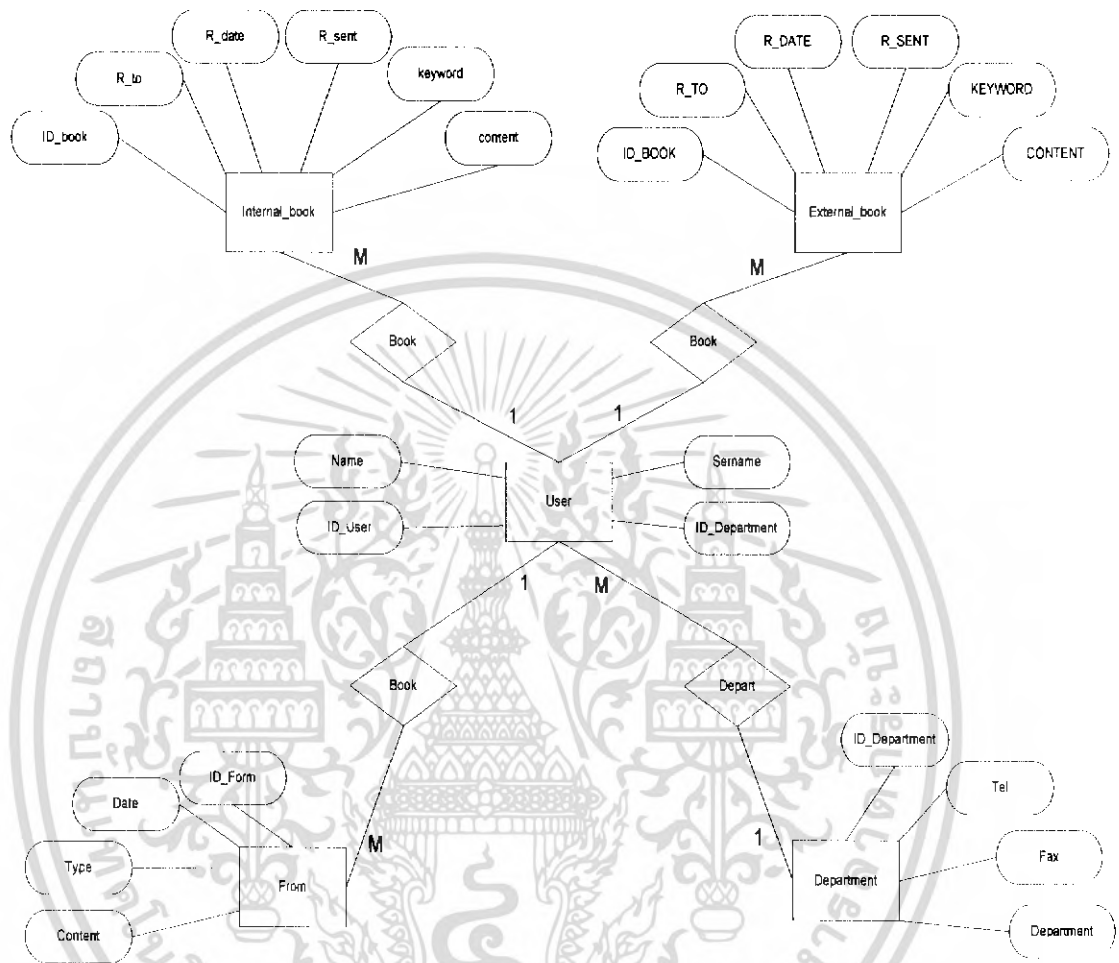 R_date
R_sent
R_to
keyword
ID_book
content
Internal_book
R_DATE
R_SENT
R_TO
KEYWORD
ID_BOOK
CONTENT
External_book
M
M
Book
Book
1
1
Name
Sername
User
ID_User
ID_Department
1
M
Book
Depart
ID_Form
Date
ID_Department
Tel
Type
M
1
From
Department
Fax
Content
Department